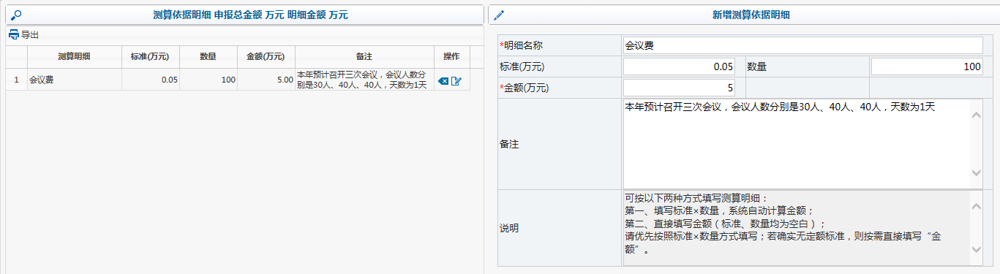 测算依据明细 申报总金额 万元 明细金额 万元
导出
测算明细 标准(万元) 数量 金额(万元) 备注 操作
1 会议费 0.05 100 5.00 本年预计召开三次会议，会议人数分
别是30人、40人、40人，天数为1天
新增测算依据明细
*明细名称 会议费
标准(万元) 0.05 数量 100
*金额(万元) 5
备注 本年预计召开三次会议，会议人数分别是30人、40人、40人，天数为1天
说明
可按以下两种方式填写测算明细：
第一、填写标准×数量，系统自动计算金额；
第二、直接填写金额（标准、数量均为空白）；
请优先按照标准×数量方式填写；若确实无定额标准，则按需直接填写“金
额”。